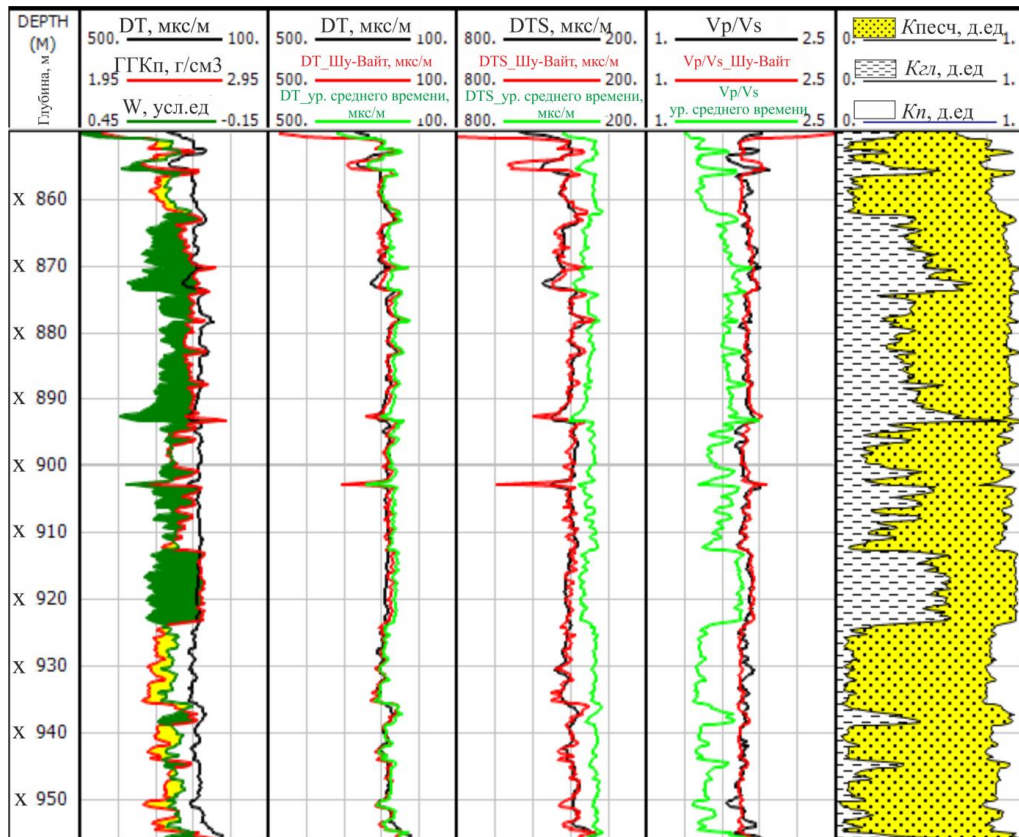 DEPTH
(M)
Глубина, м
DT, мкс/м
500. 100.
ГГКп, г/см3
1.95 2.95
W, усл.ед
0.45 -0.15
DT, мкс/м
500. 100.
DT_Шу-Вайт, мкс/м
500. 100.
DT_ур. среднего времени,
мкс/м
500. 100.
DTS, мкс/м
800. 200.
DTS_Шу-Вайт, мкс/м
800. 200.
DTS_ур. среднего времени,
мкс/м
800. 200.
Vp/Vs
1. 2.5
Vp/Vs_Шу-Вайт
1. 2.5
Vp/Vs
ур. среднего времени
1. 2.5
Кпесч, д.ед
0. 1.
Кгл, д.ед
0. 1.
Кп, д.ед
0. 1.
X 860
X 870
X 880
X 890
X 900
X 910
X 920
X 930
X 940
X 950